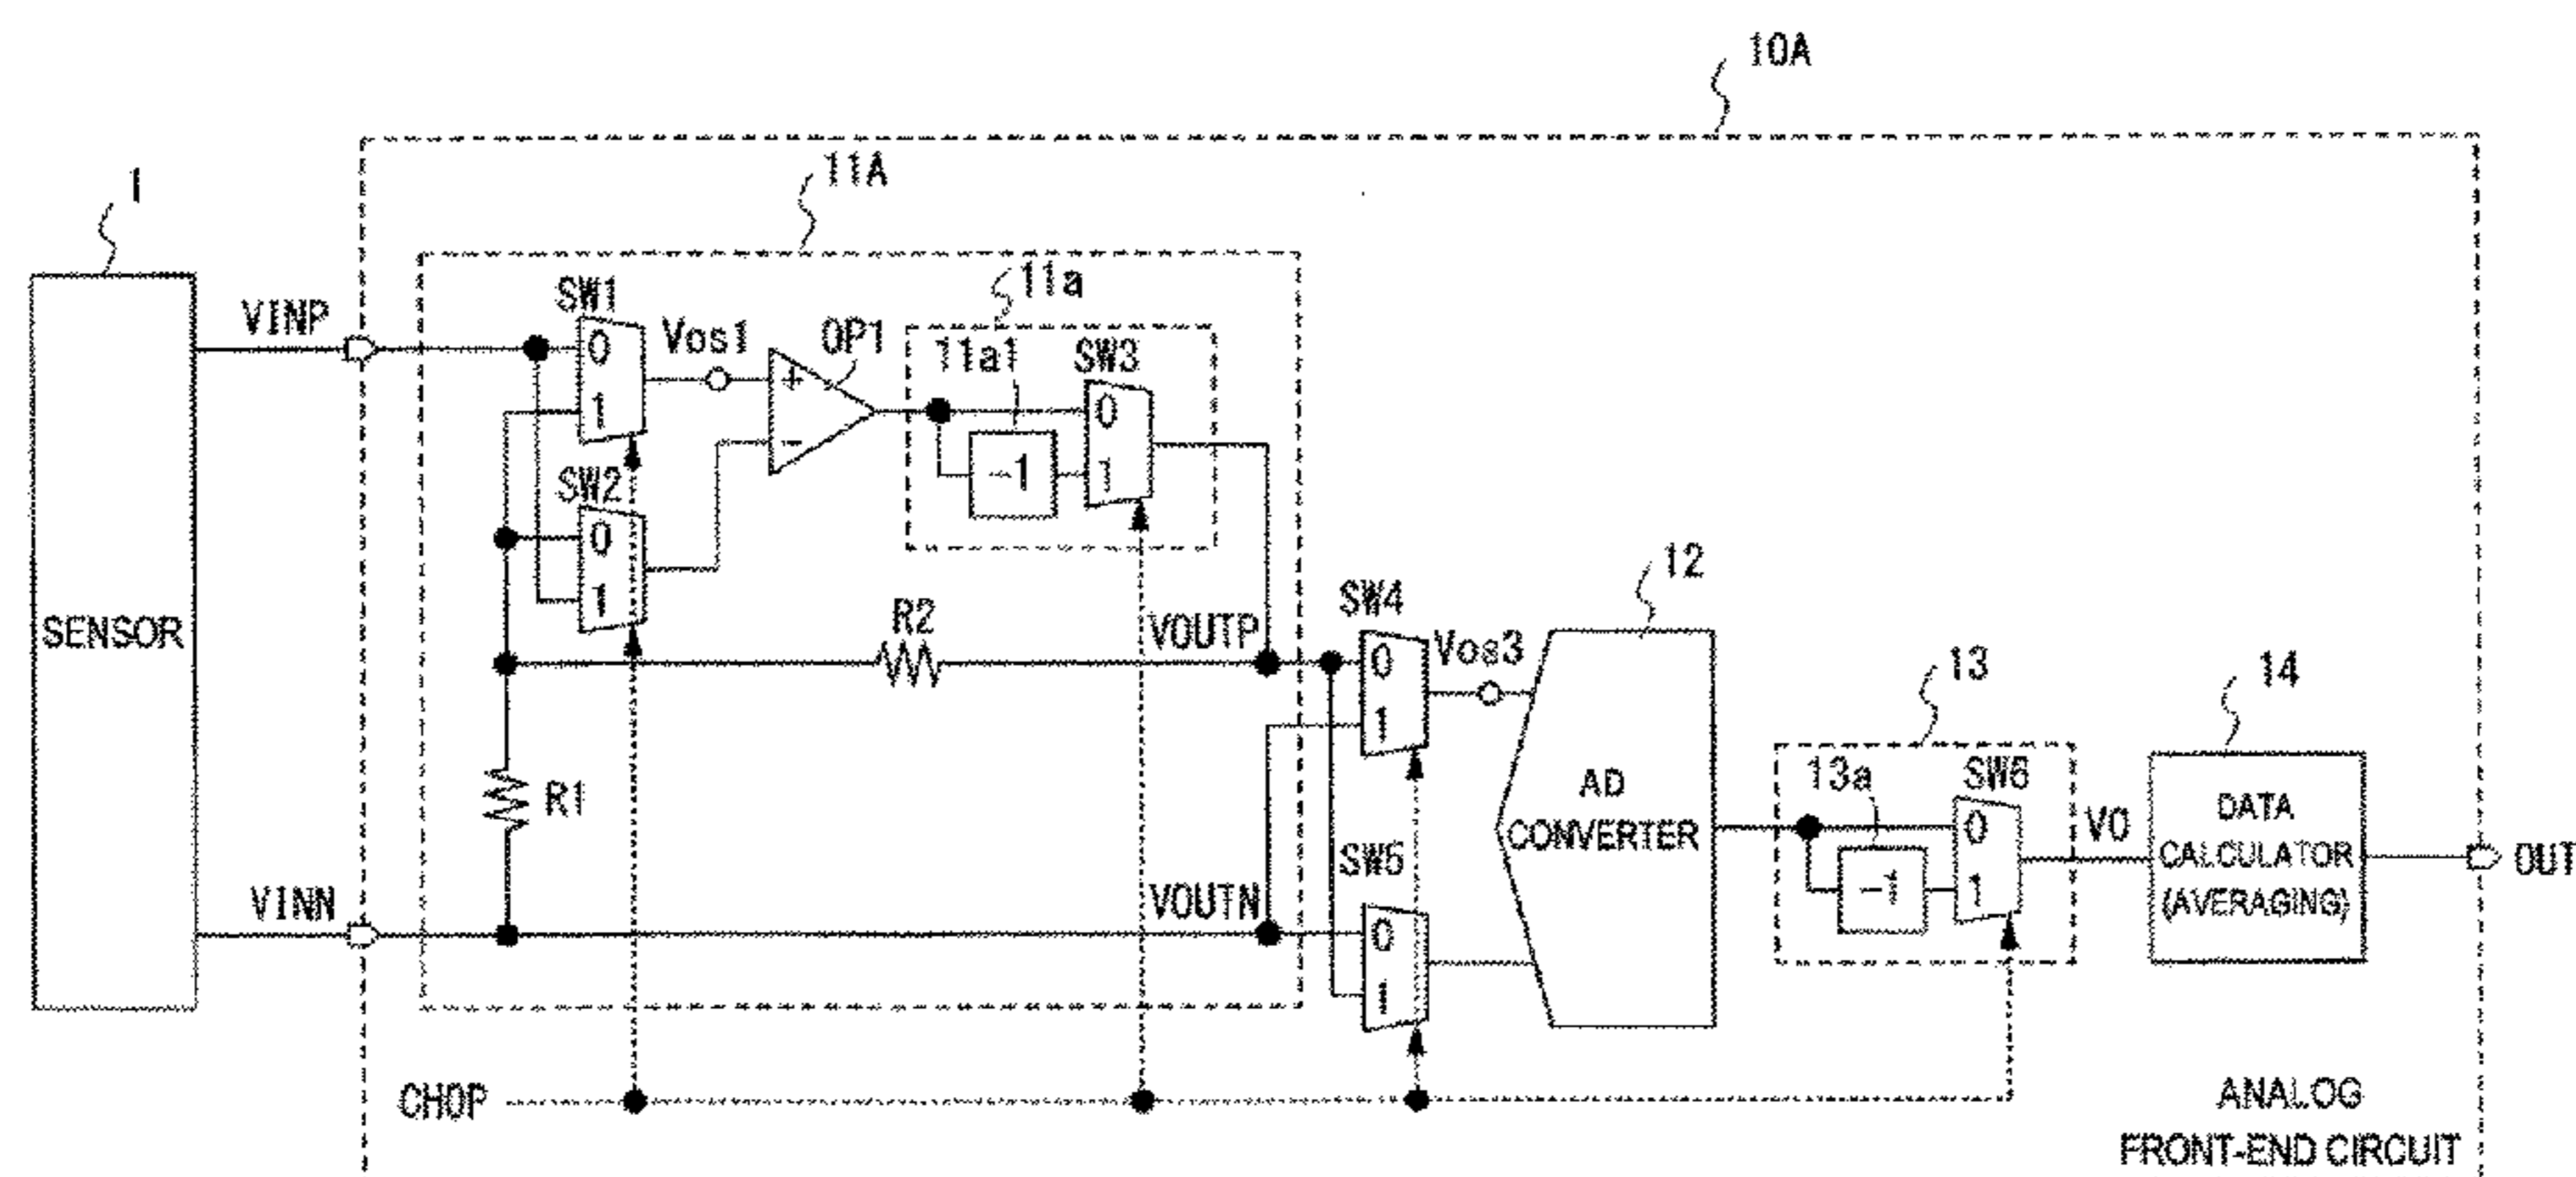 10A
1
11A
SW1
11a
VINP
0
Vos1
OP1
11a1
SW3
+
0
1
-1
1
−
SW2
0
1
12
SENSOR
R2
VOUTP
SW4
0
Vos3
13
14
1
R1
AD
CONVERTER
13a
SW6
0
V0
DATA
CALCULATOR
(AVERAGING)
OUT
-1
1
SW5
VINN
VOUTN
0
1
CHOP
ANALOG
FRONT-END CIRCUIT